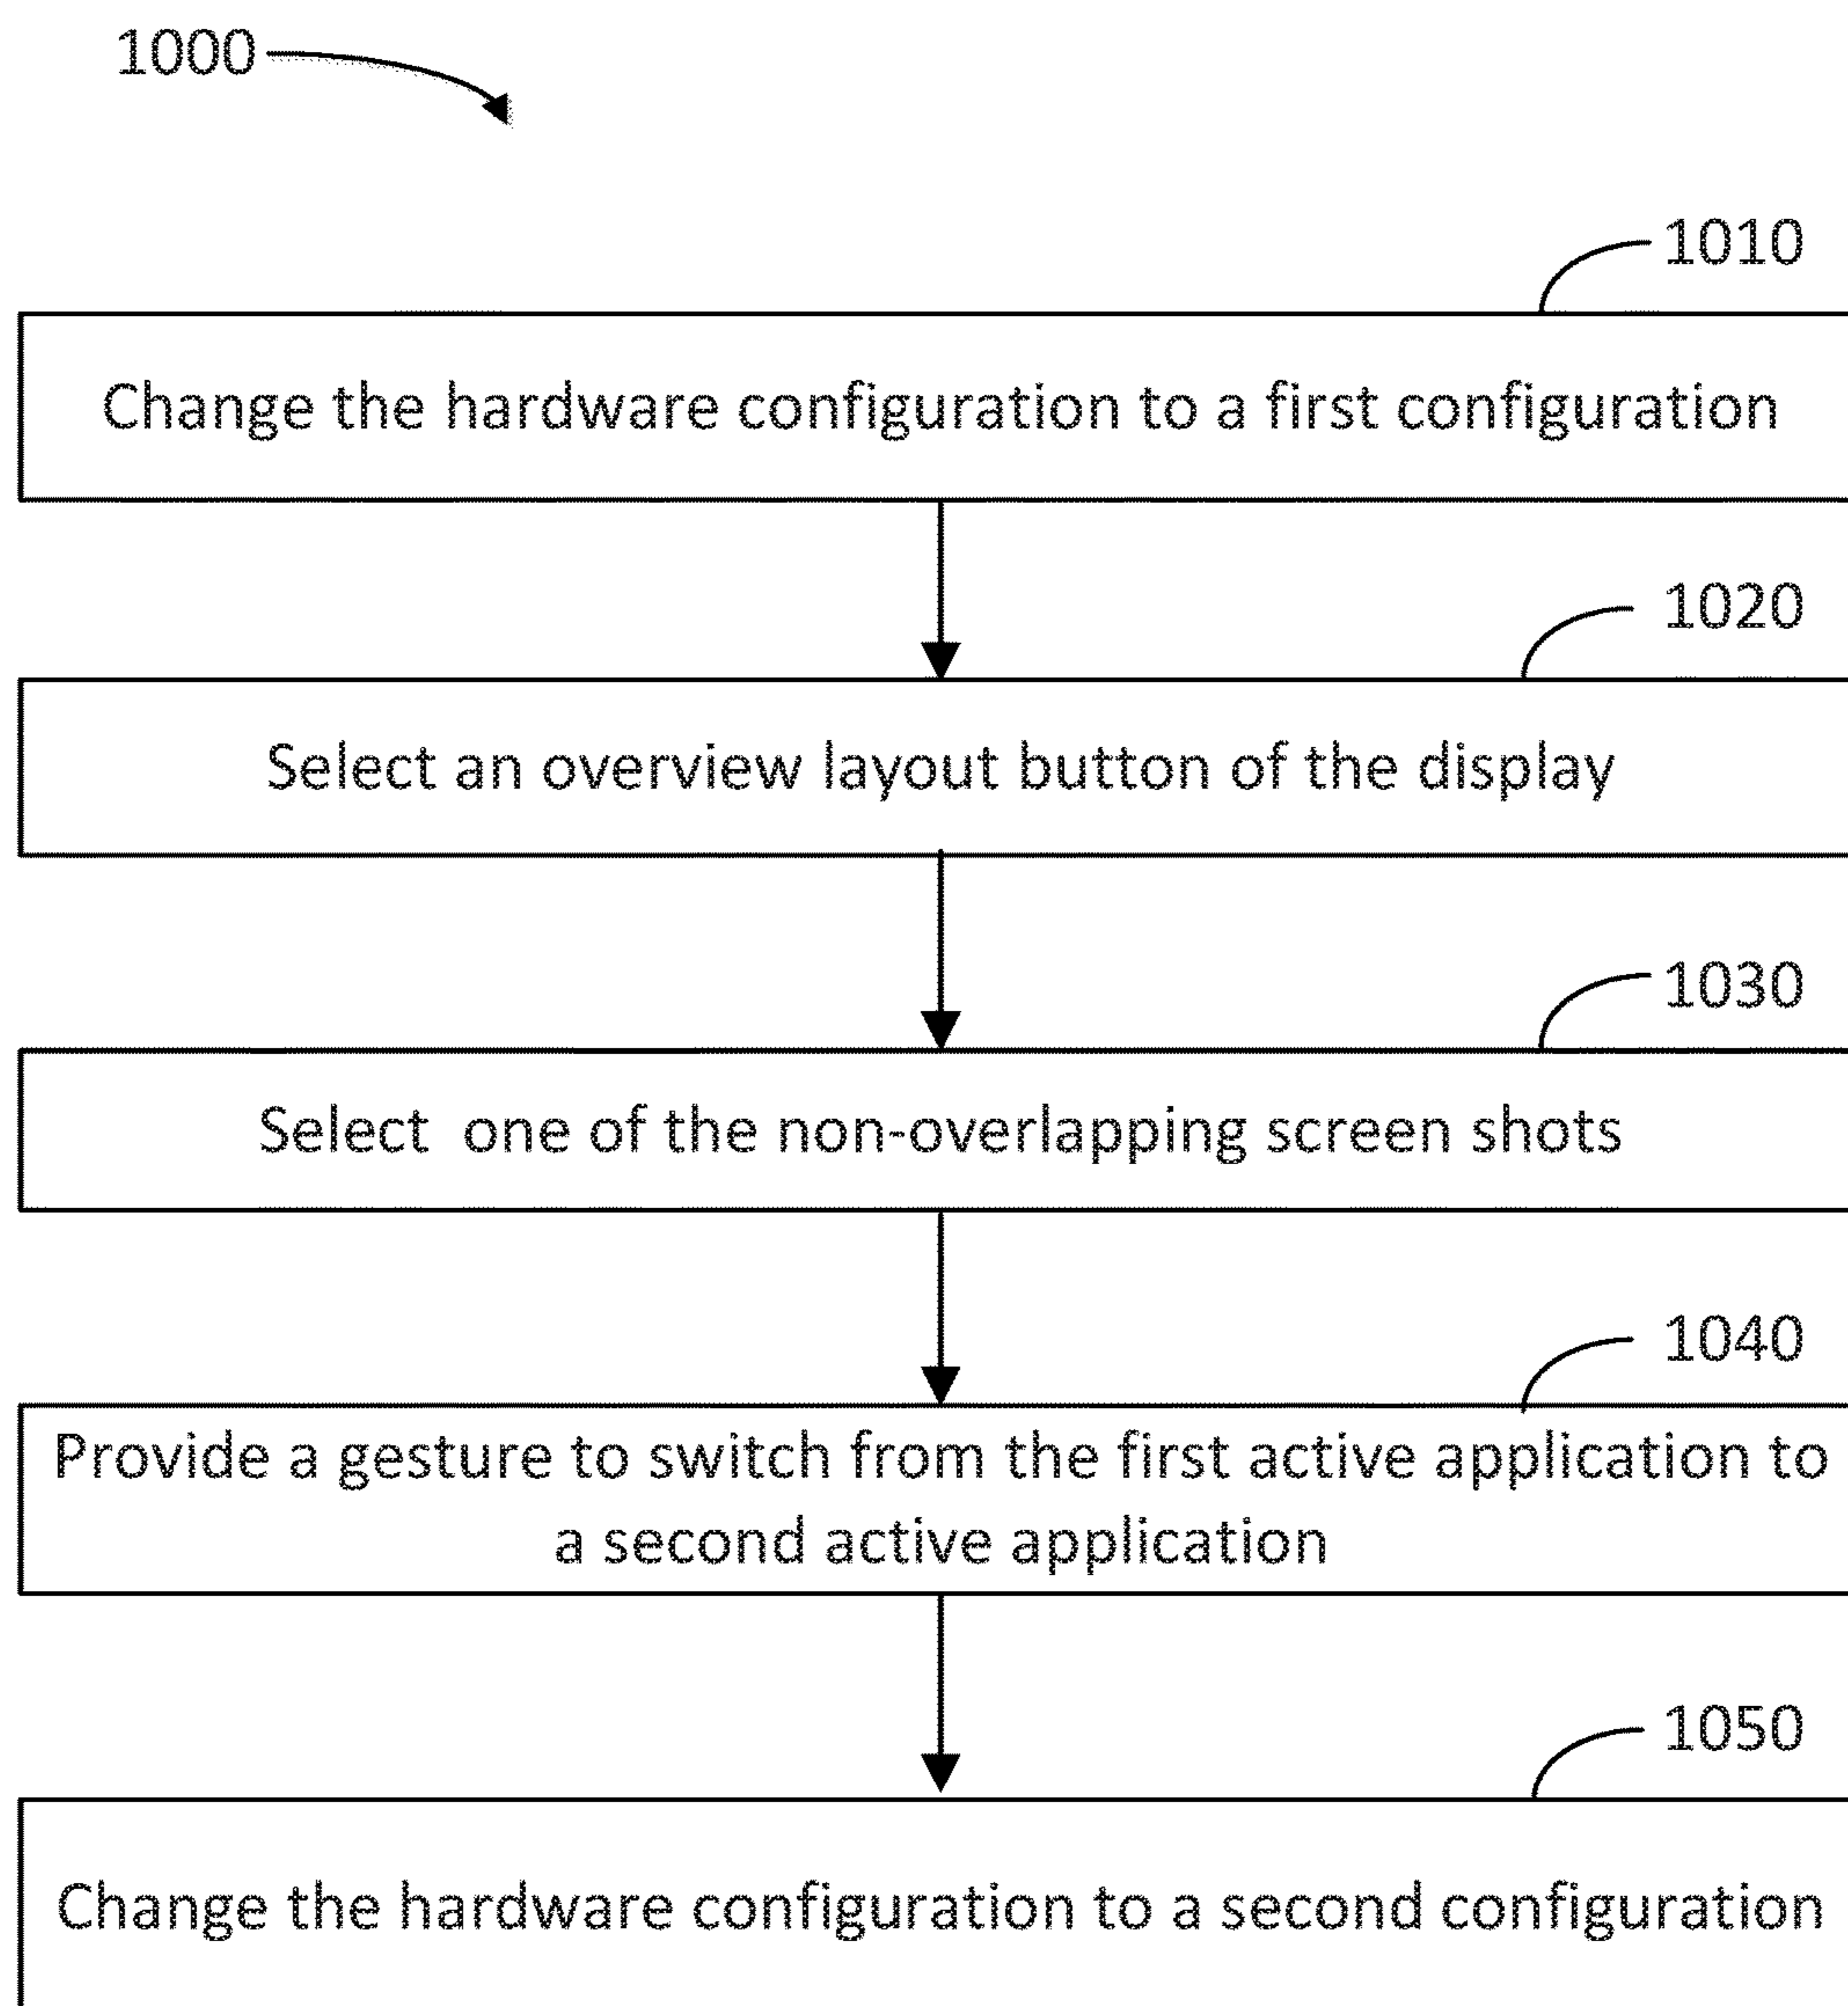 1000
1010
Change the hardware configuration to a first configuration
1020
Select an overview layout button of the display
1030
Select one of the non-overlapping screen shots
1040
Provide a gesture to switch from the first active application to
a second active application
1050
Change the hardware configuration to a second configuration